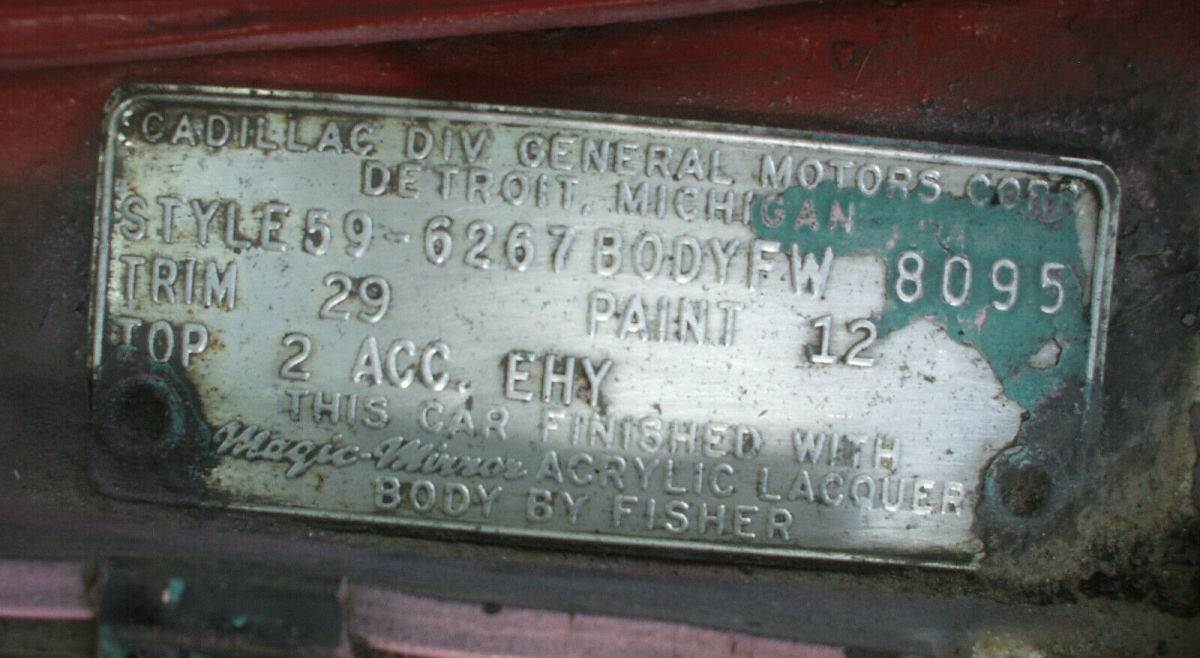 CADILLAC DIV GENERAL MOTORS CORP
DETROIT, MICHIGAN
STYLE 59-6267 BODY FW 8095
TRIM 29 PAINT 12
TOP 2 ACC. EHY
THIS CAR FINISHED WITH
Magic-Mirror ACRYLIC LACQUER
BODY BY FISHER